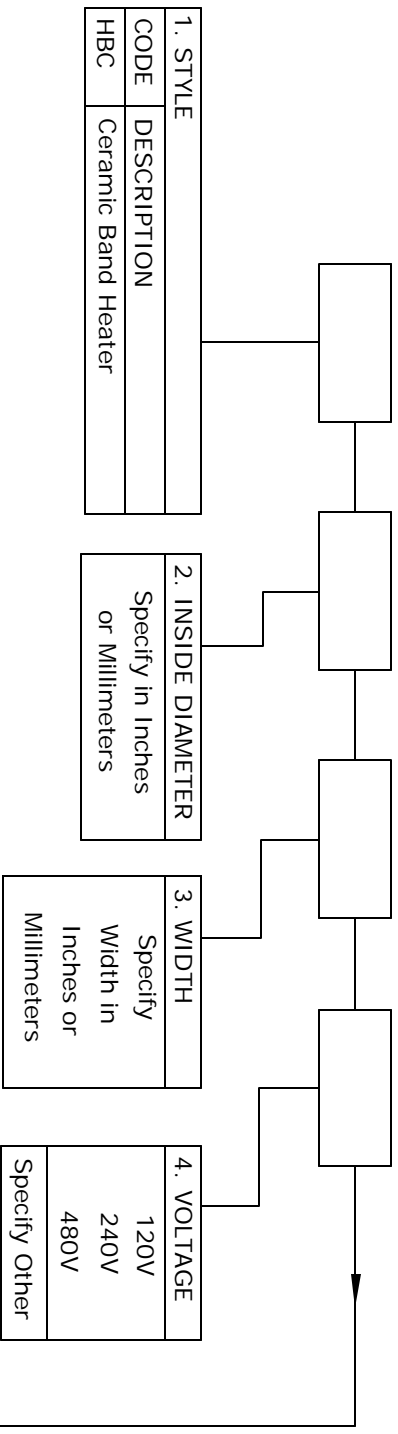 1. STYLE
CODE DESCRIPTION
HBC Ceramic Band Heater
2. INSIDE DIAMETER
Specify in Inches
or Millimeters
3. WIDTH
Specify
Width in
Inches or
Millimeters
4. VOLTAGE
120V
240V
480V
Specify Other